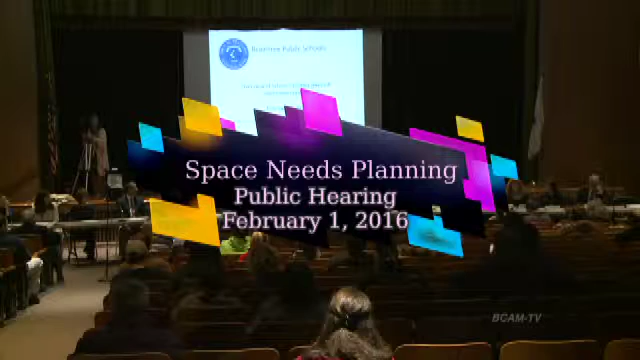 Braintree Public Schools
Space Needs Planning
Public Hearing
February 1, 2016
BCAM-TV